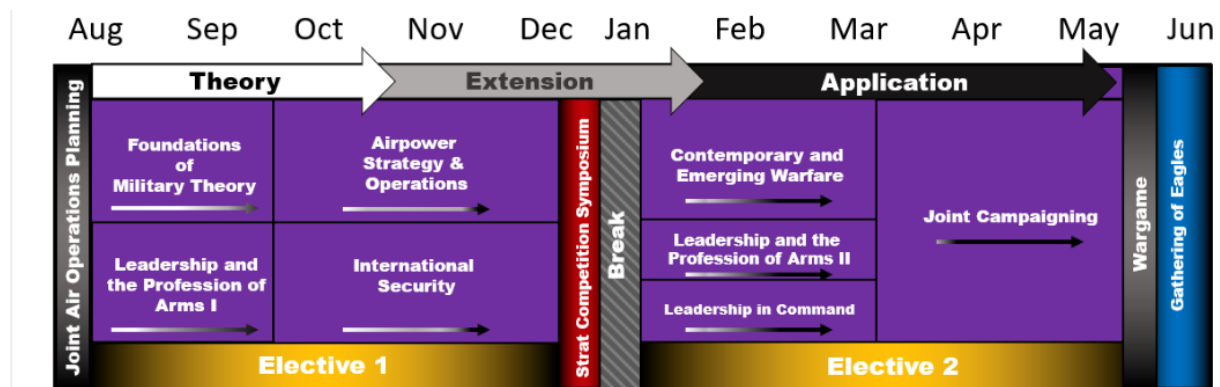 Aug Sep Oct Nov Dec Jan Feb Mar Apr May Jun
Theory
Extension
Application
Joint Air Operations Planning
Foundations
of
Military Theory
Leadership and
the Profession of
Arms I
Airpower
Strategy &
Operations
International
Security
Elective 1
Strat Competition Symposium
Break
Contemporary and
Emerging Warfare
Leadership and the
Profession of Arms II
Leadership in Command
Joint Campaigning
Elective 2
Wargame
Gathering of Eagles